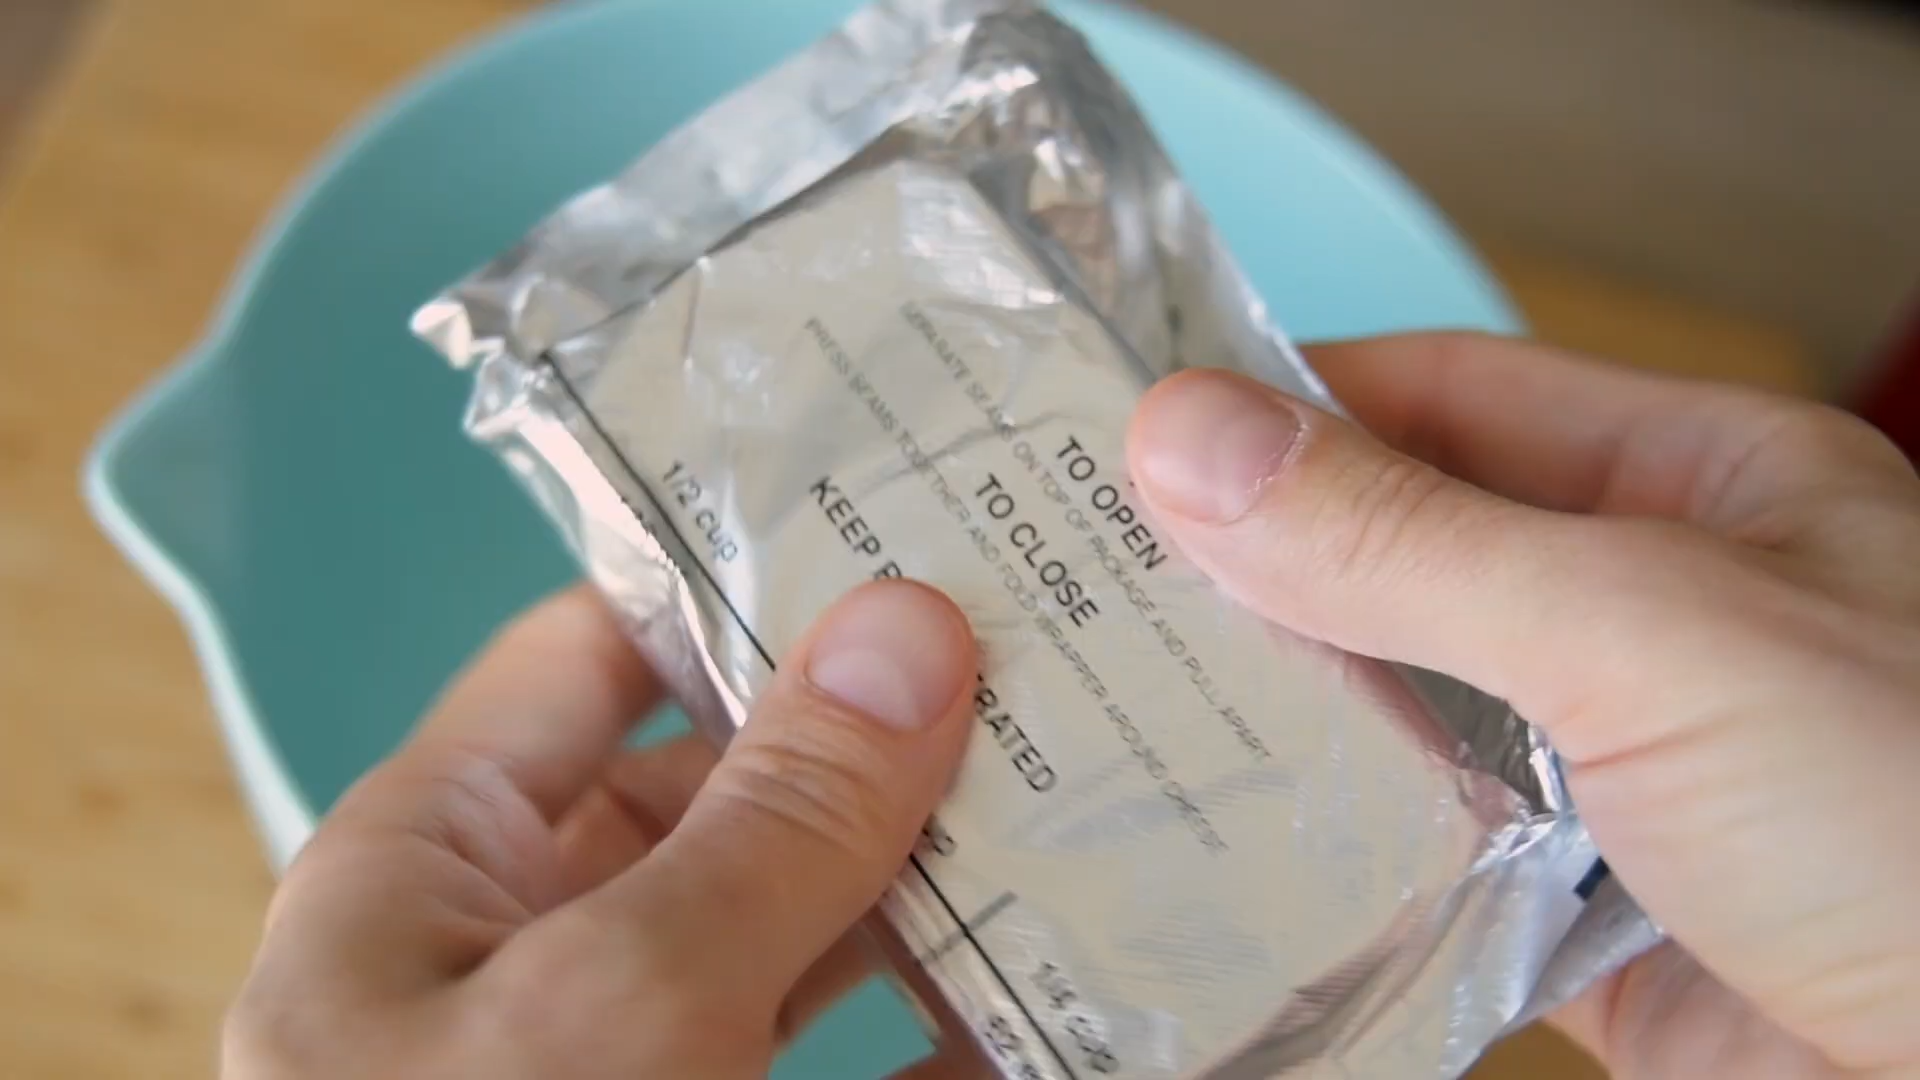 TO OPEN
SEPARATE SEAMS ON TOP OF PACKAGE AND PULL APART
TO CLOSE
PRESS SEAMS TOGETHER AND FOLD WRAPPER AROUND CHEESE
KEEP RATED
1/2 cup
1/4 cup